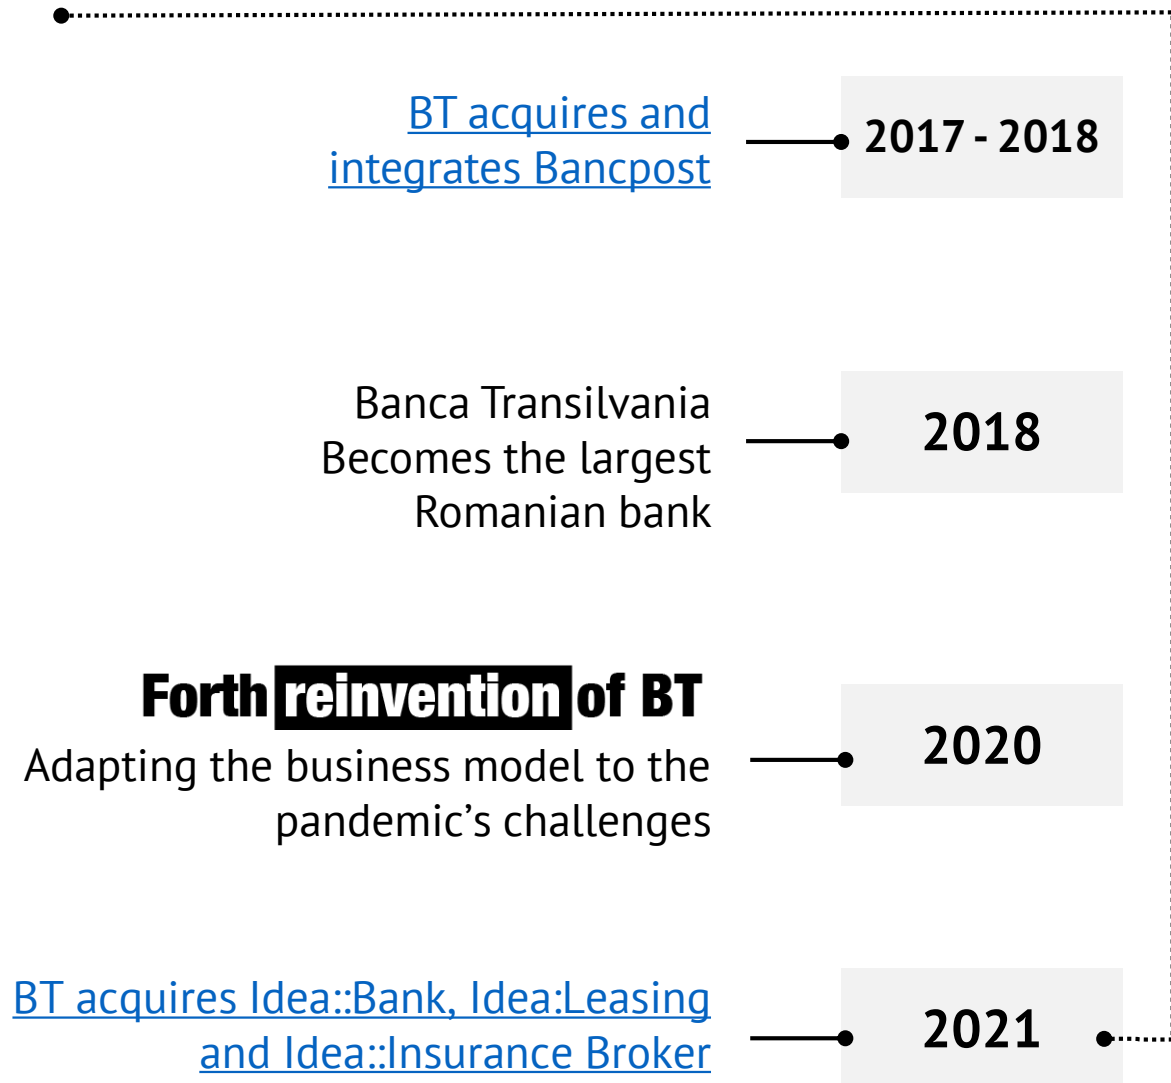 BT acquires and
integrates Bancpost
2017 - 2018
Banca Transilvania
Becomes the largest
Romanian bank
2018
Forth reinvention of BT
Adapting the business model to the
pandemic’s challenges
2020
BT acquires Idea::Bank, Idea:Leasing
and Idea::Insurance Broker
2021